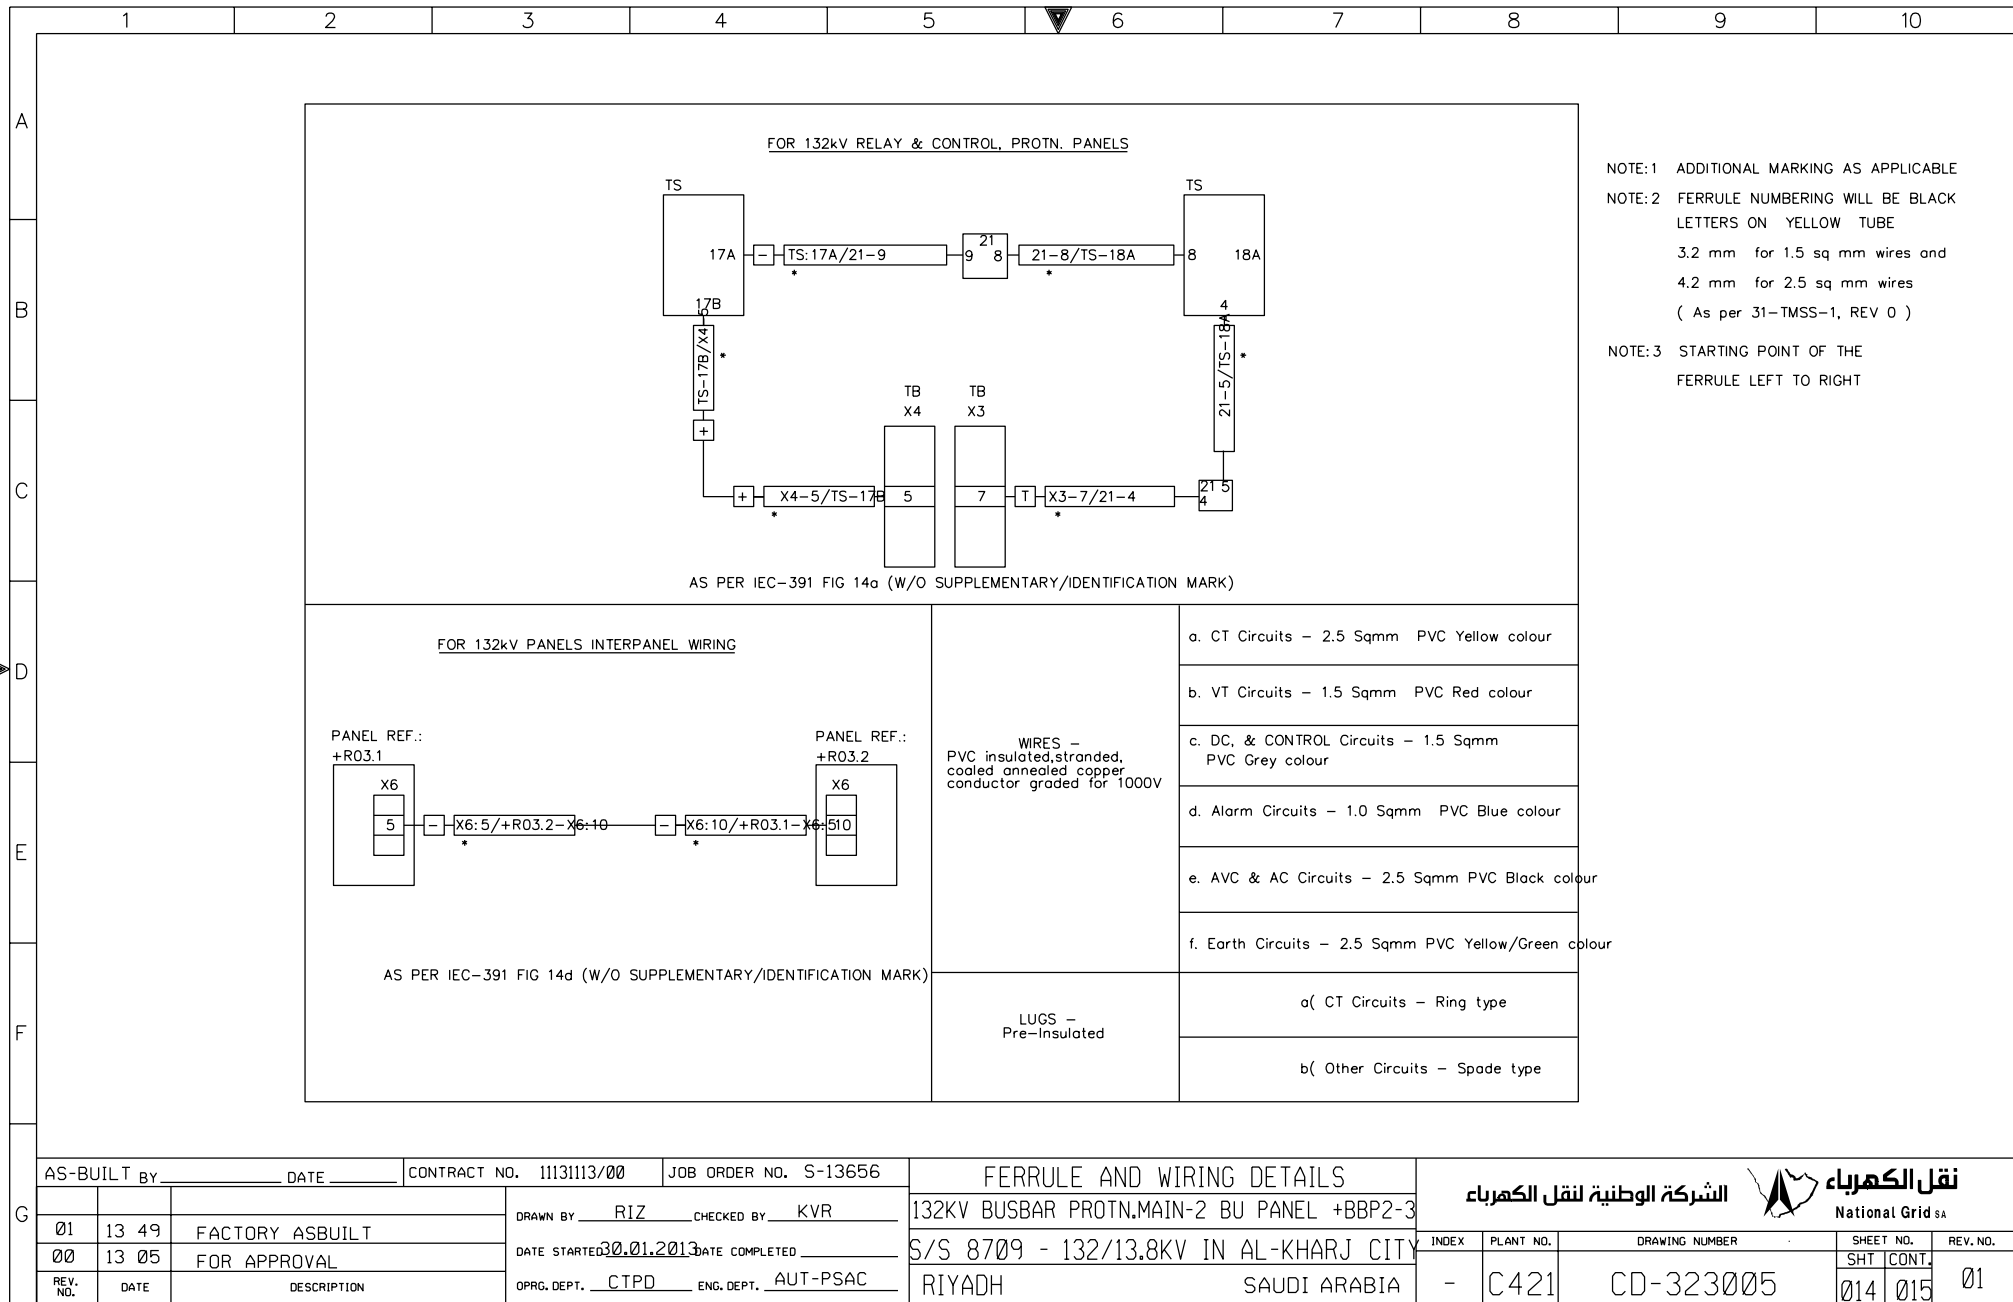 1 2 3 4 5 6 7 8 9 10
A
B
C
D
E
F
G
FOR 132kV RELAY & CONTROL, PROTN. PANELS
TS
TS
17A
-
TS:17A/21-9
*
9 21 8
21-8/TS-18A
*
8 18A
17B
4
TS-17B/X4 5
*
+
21-5/TS-18A
*
TB
X4
TB
X3
+
X4-5/TS-17B
*
5
7
T
X3-7/21-4
*
21 5
4
AS PER IEC-391 FIG 14a (W/O SUPPLEMENTARY/IDENTIFICATION MARK)
NOTE:1 ADDITIONAL MARKING AS APPLICABLE
NOTE:2 FERRULE NUMBERING WILL BE BLACK
LETTERS ON YELLOW TUBE
3.2 mm for 1.5 sq mm wires and
4.2 mm for 2.5 sq mm wires
( As per 31-TMSS-1, REV 0 )
NOTE:3 STARTING POINT OF THE
FERRULE LEFT TO RIGHT
FOR 132kV PANELS INTERPANEL WIRING
PANEL REF.:
+R03.1
X6
5
-
X6:5/+R03.2-X6:10
*
-
X6:10/+R03.1-X6:5
*
PANEL REF.:
+R03.2
X6
10
AS PER IEC-391 FIG 14d (W/O SUPPLEMENTARY/IDENTIFICATION MARK)
WIRES -
PVC insulated,stranded,
coaled annealed copper
conductor graded for 1000V
a. CT Circuits - 2.5 Sqmm PVC Yellow colour
b. VT Circuits - 1.5 Sqmm PVC Red colour
c. DC, & CONTROL Circuits - 1.5 Sqmm
PVC Grey colour
d. Alarm Circuits - 1.0 Sqmm PVC Blue colour
e. AVC & AC Circuits - 2.5 Sqmm PVC Black colour
f. Earth Circuits - 2.5 Sqmm PVC Yellow/Green colour
LUGS -
Pre-Insulated
a( CT Circuits - Ring type
b( Other Circuits - Spade type
AS-BUILT BY DATE
CONTRACT NO. 11131113/00
JOB ORDER NO. S-13656
01 13 49 FACTORY ASBUILT
00 13 05 FOR APPROVAL
REV. NO. DATE DESCRIPTION
DRAWN BY RIZ CHECKED BY KVR
DATE STARTED 30.01.2013 DATE COMPLETED
OPRG. DEPT. CTPD ENG. DEPT. AUT-PSAC
FERRULE AND WIRING DETAILS
132KV BUSBAR PROTN.MAIN-2 BU PANEL +BBP2-3
S/S 8709 - 132/13.8KV IN AL-KHARJ CITY
RIYADH SAUDI ARABIA
الشركة الوطنية لنقل الكهرباء
نقل الكهرباء
National Grid SA
INDEX PLANT NO. DRAWING NUMBER SHEET NO. REV. NO.
SHT CONT.
- C421 CD-323005 014 015 01